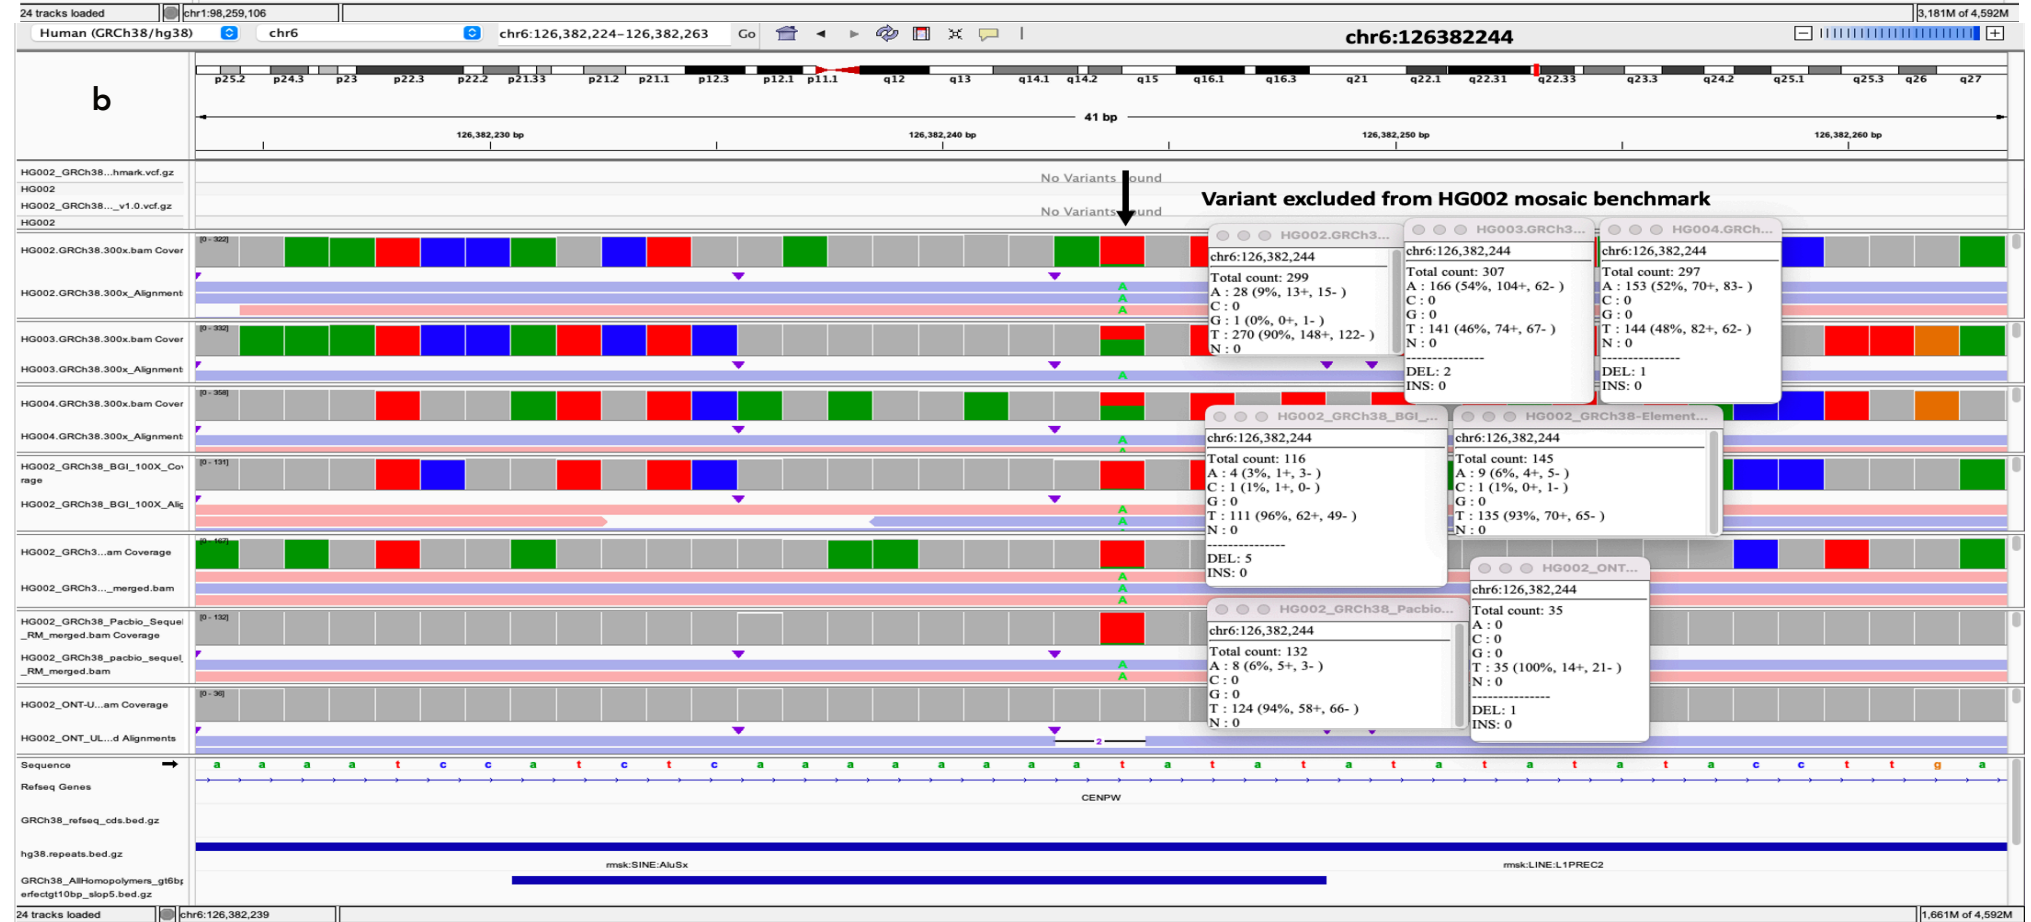 24 tracks loaded chr1:98,259,106 3,181M of 4,592M
Human (GRCh38/hg38) chr6 chr6:126,382,224-126,382,263 Go chr6:126382244
p25.2 p24.3 p23 p22.3 p22.2 p21.33 p21.2 p21.1 p12.3 p12.1 p11.1 q12 q13 q14.1 q14.2 q15 q16.1 q16.3 q21 q22.1 q22.31 q22.33 q23.3 q24.2 q25.1 q25.3 q26 q27
b
41 bp
126,382,230 bp 126,382,240 bp 126,382,250 bp 126,382,260 bp
HG002_GRCh38...hmark.vcf.gz
No Variants ound
HG002
HG002_GRCh38..._v1.0.vcf.gz
No Variants ound
HG002
Variant excluded from HG002 mosaic benchmark
HG002.GRCh38.300x.bam Cover
[0 - 322]
HG002.GRCh38.300x_Alignment
A
A
A
HG003.GRCh38.300x.bam Cover
[0 - 332]
HG003.GRCh38.300x_Alignment
A
HG004.GRCh38.300x.bam Cover
[0 - 358]
HG004.GRCh38.300x_Alignment
A
HG002_GRCh38_BGI_100X_Cov
rage
[0 - 131]
HG002_GRCh38_BGI_100X_Alig
A
A
HG002_GRCh3...am Coverage
[0 - 167]
HG002_GRCh3..._merged.bam
A
A
A
HG002_GRCh38_Pacbio_Sequel
_RM_merged.bam Coverage
[0 - 132]
HG002_GRCh38_pacbio_sequel_
_RM_merged.bam
A
A
HG002_ONT-U...am Coverage
[0 - 36]
HG002_ONT_UL...d Alignments
2
HG002.GRCh3...
chr6:126,382,244
Total count: 299
A : 28 (9%, 13+, 15- )
C : 0
G : 1 (0%, 0+, 1- )
T : 270 (90%, 148+, 122- )
N : 0
HG003.GRCh3...
chr6:126,382,244
Total count: 307
A : 166 (54%, 104+, 62- )
C : 0
G : 0
T : 141 (46%, 74+, 67- )
N : 0
---------------
DEL: 2
INS: 0
HG004.GRCh...
chr6:126,382,244
Total count: 297
A : 153 (52%, 70+, 83- )
C : 0
G : 0
T : 144 (48%, 82+, 62- )
N : 0
---------------
DEL: 1
INS: 0
HG002_GRCh38_BGI_...
chr6:126,382,244
Total count: 116
A : 4 (3%, 1+, 3- )
C : 1 (1%, 1+, 0- )
G : 0
T : 111 (96%, 62+, 49- )
N : 0
---------------
DEL: 5
INS: 0
HG002_GRCh38-Element...
chr6:126,382,244
Total count: 145
A : 9 (6%, 4+, 5- )
C : 1 (1%, 0+, 1- )
G : 0
T : 135 (93%, 70+, 65- )
N : 0
HG002_GRCh38_Pacbio...
chr6:126,382,244
Total count: 132
A : 8 (6%, 5+, 3- )
C : 0
G : 0
T : 124 (94%, 58+, 66- )
N : 0
HG002_ONT...
chr6:126,382,244
Total count: 35
A : 0
C : 0
G : 0
T : 35 (100%, 14+, 21- )
N : 0
---------------
DEL: 1
INS: 0
Sequence a a a a t c c a t c t c a a a a a a a a t a t a t a t a t a t a t a c c t t g a
Refseq Genes
CENPW
GRCh38_refseq_cds.bed.gz
hg38.repeats.bed.gz
rmsk:SINE:AluSx rmsk:LINE:L1PREC2
GRCh38_AllHomopolymers_gt6bp
erfectgt10bp_slop5.bed.gz
24 tracks loaded chr6:126,382,239 1,661M of 4,592M